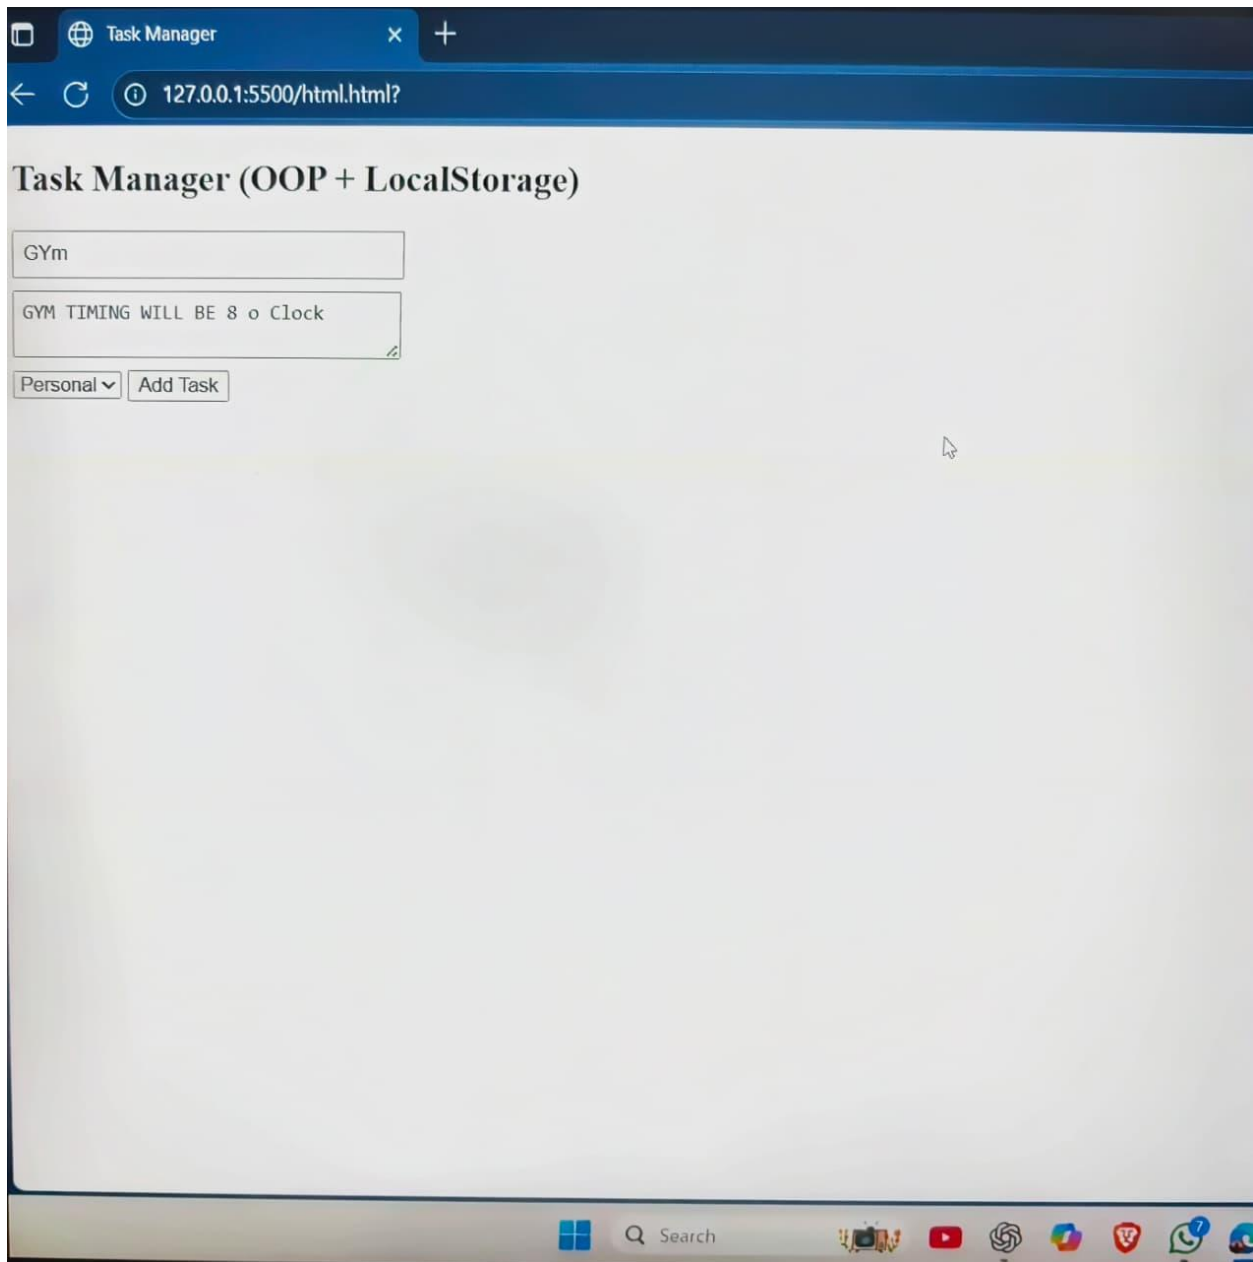 Task Manager
127.0.0.1:5500/html.html?
Task Manager (OOP + LocalStorage)
GYm
GYM TIMING WILL BE 8 o Clock
Personal Add Task
Search
7